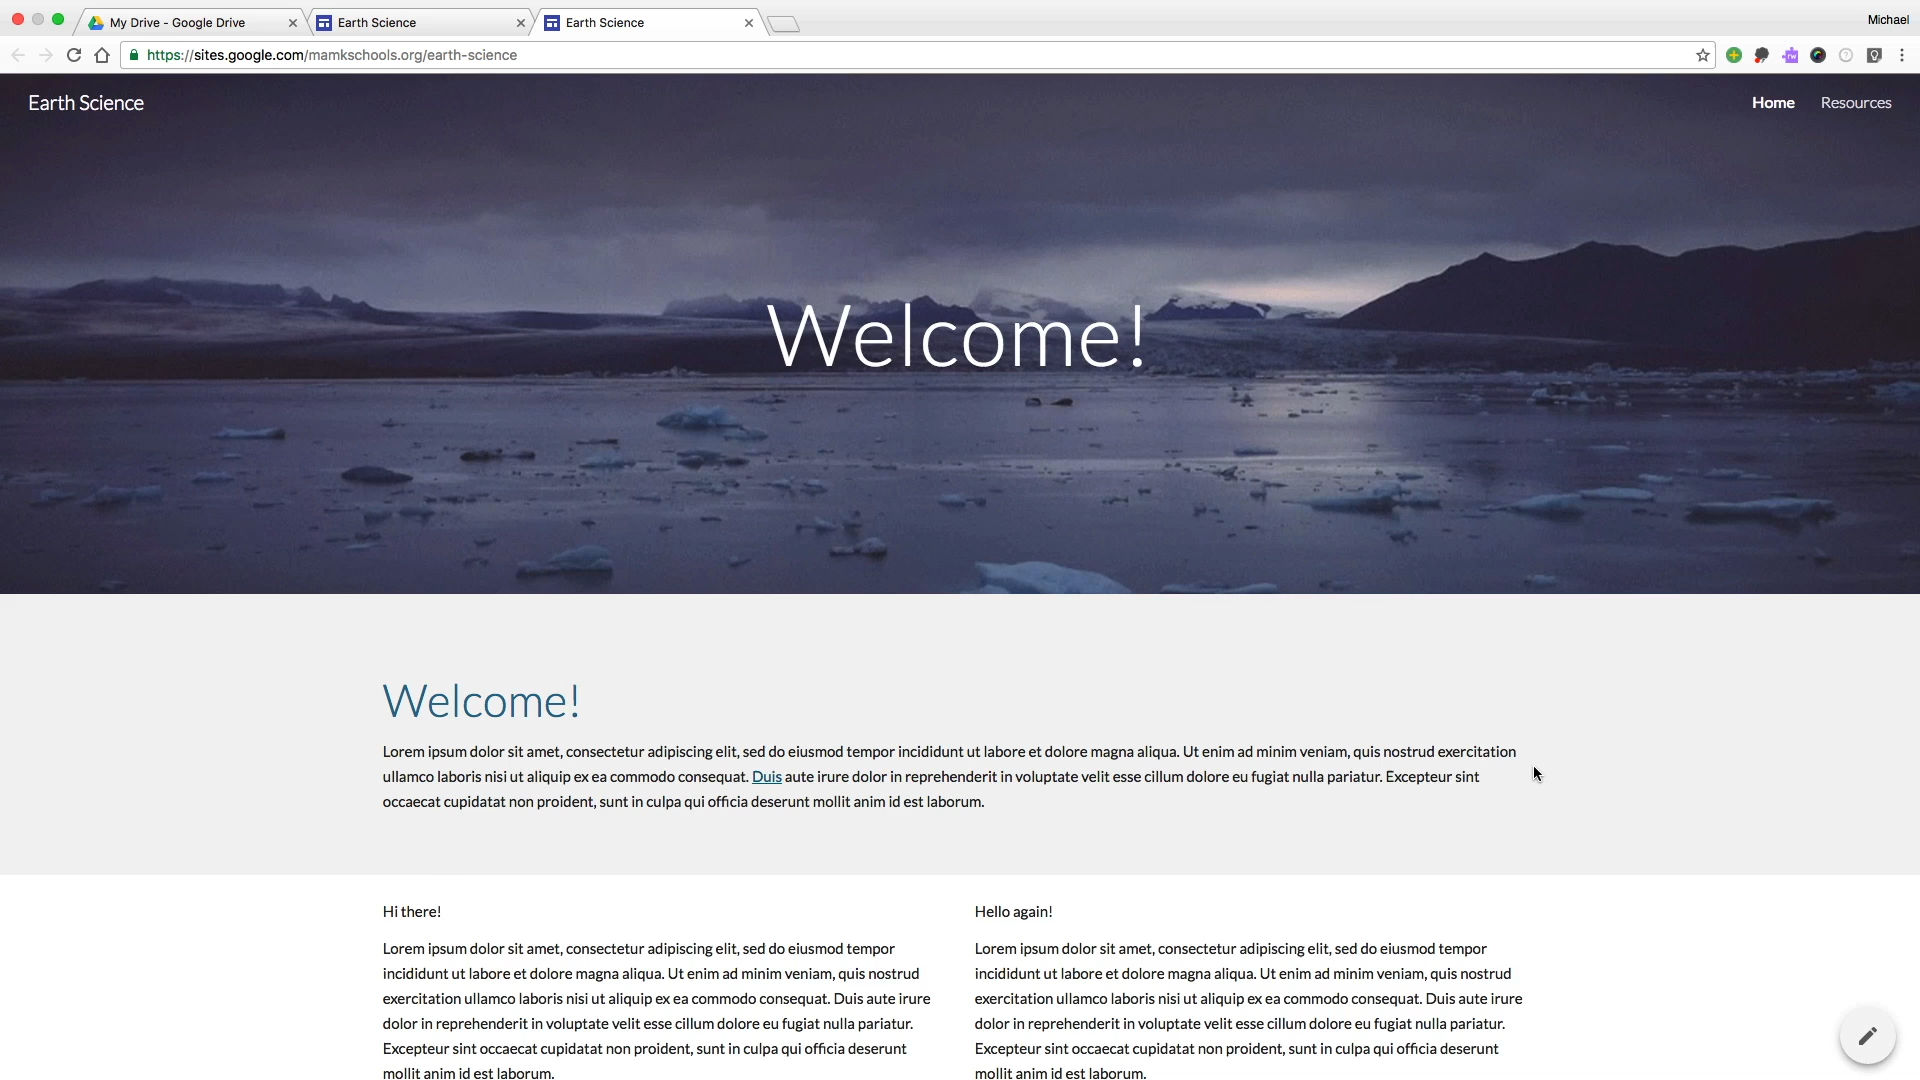 My Drive - Google Drive
Earth Science
Earth Science
Michael
https://sites.google.com/mamkschools.org/earth-science
Earth Science
Home
Resources
Welcome!
Welcome!
Lorem ipsum dolor sit amet, consectetur adipiscing elit, sed do eiusmod tempor incididunt ut labore et dolore magna aliqua. Ut enim ad minim veniam, quis nostrud exercitation
ullamco laboris nisi ut aliquip ex ea commodo consequat. Duis aute irure dolor in reprehenderit in voluptate velit esse cillum dolore eu fugiat nulla pariatur. Excepteur sint
occaecat cupidatat non proident, sunt in culpa qui officia deserunt mollit anim id est laborum.
Hi there!
Lorem ipsum dolor sit amet, consectetur adipiscing elit, sed do eiusmod tempor
incididunt ut labore et dolore magna aliqua. Ut enim ad minim veniam, quis nostrud
exercitation ullamco laboris nisi ut aliquip ex ea commodo consequat. Duis aute irure
dolor in reprehenderit in voluptate velit esse cillum dolore eu fugiat nulla pariatur.
Excepteur sint occaecat cupidatat non proident, sunt in culpa qui officia deserunt
mollit anim id est laborum.
Hello again!
Lorem ipsum dolor sit amet, consectetur adipiscing elit, sed do eiusmod tempor
incididunt ut labore et dolore magna aliqua. Ut enim ad minim veniam, quis nostrud
exercitation ullamco laboris nisi ut aliquip ex ea commodo consequat. Duis aute irure
dolor in reprehenderit in voluptate velit esse cillum dolore eu fugiat nulla pariatur.
Excepteur sint occaecat cupidatat non proident, sunt in culpa qui officia deserunt
mollit anim id est laborum.